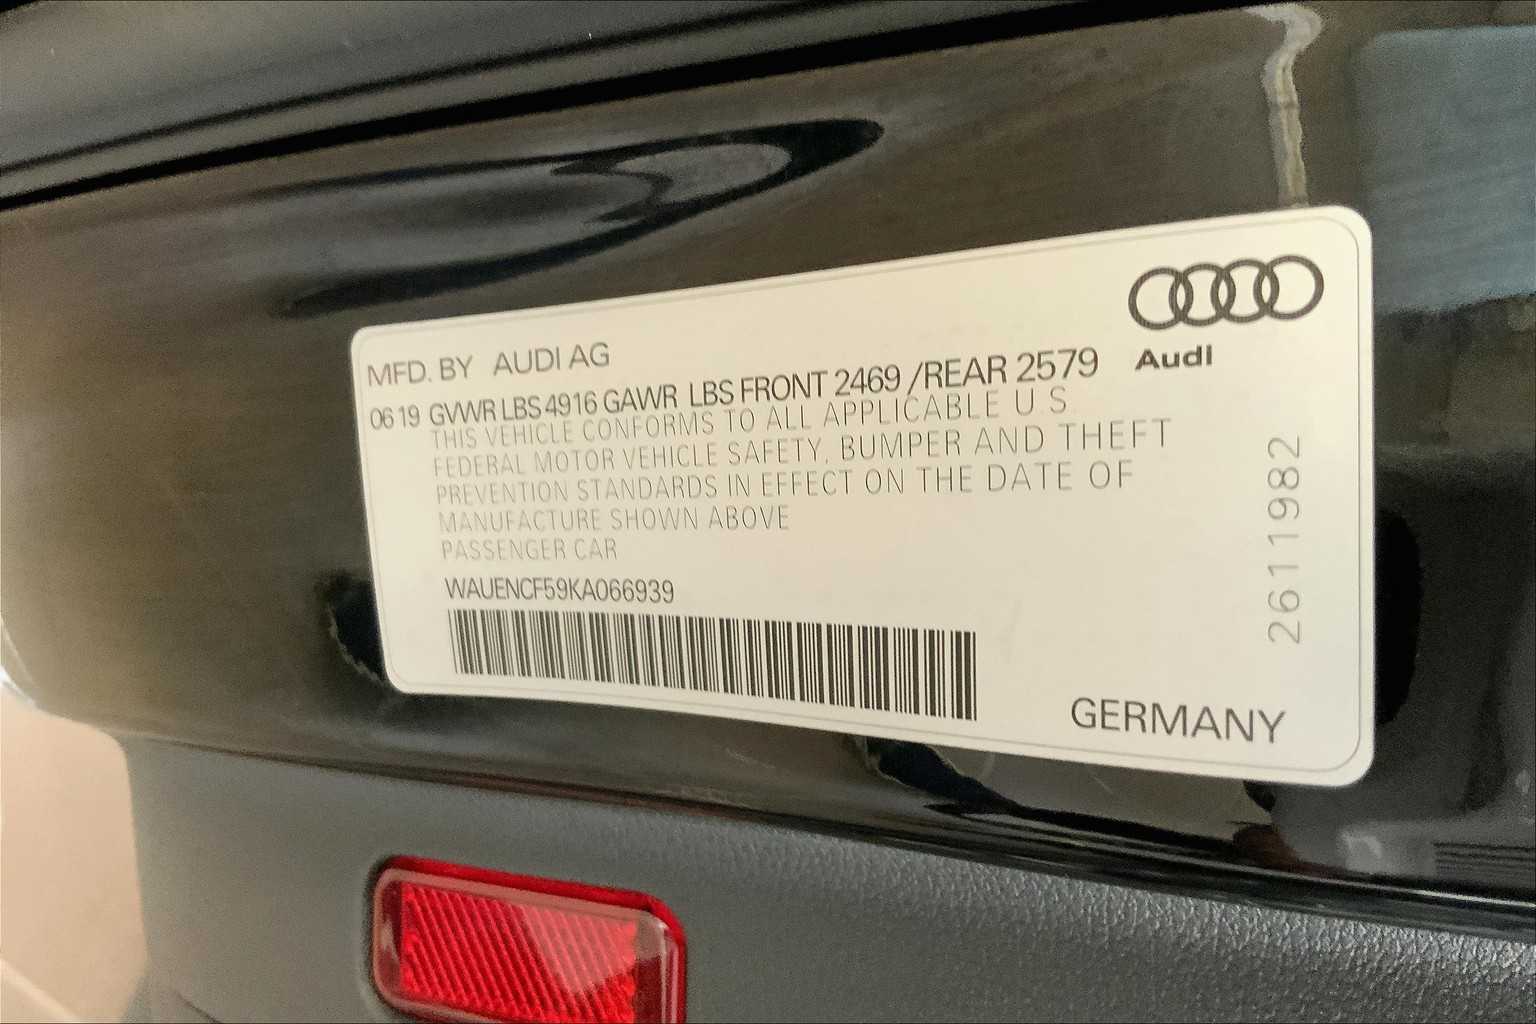 MFD. BY AUDI AG
Audi
06 19 GVWR LBS 4916 GAWR LBS FRONT 2469 /REAR 2579
THIS VEHICLE CONFORMS TO ALL APPLICABLE U.S.
FEDERAL MOTOR VEHICLE SAFETY, BUMPER AND THEFT
PREVENTION STANDARDS IN EFFECT ON THE DATE OF
MANUFACTURE SHOWN ABOVE
PASSENGER CAR
WAUENCF59KA066939
26111982
GERMANY